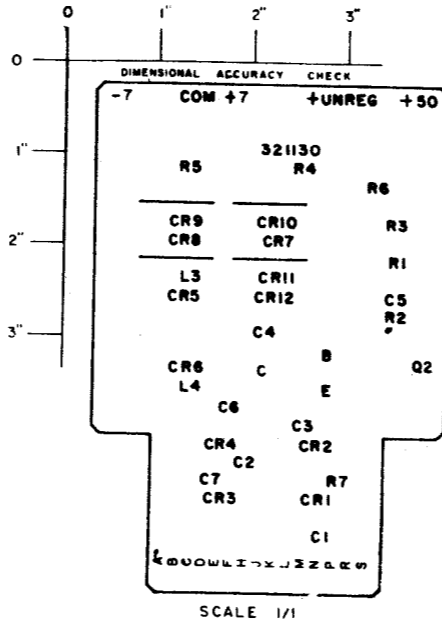 0 1" 2" 3"
0
DIMENSIONAL ACCURACY CHECK
-7 COM +7 +UNREG +50
1"
321130
R5 R4
R6
CR9 CR10 R3
2" CR8 CR7
R1
L3 CR11
CR5 CR12 C5
R2
3" C4
B
CR6 C Q2
L4 E
C6
C3
CR4 CR2
C2
C7 R7
CR3 CR1
C1
A B C D E F H J K L M N P R S
SCALE 1/1